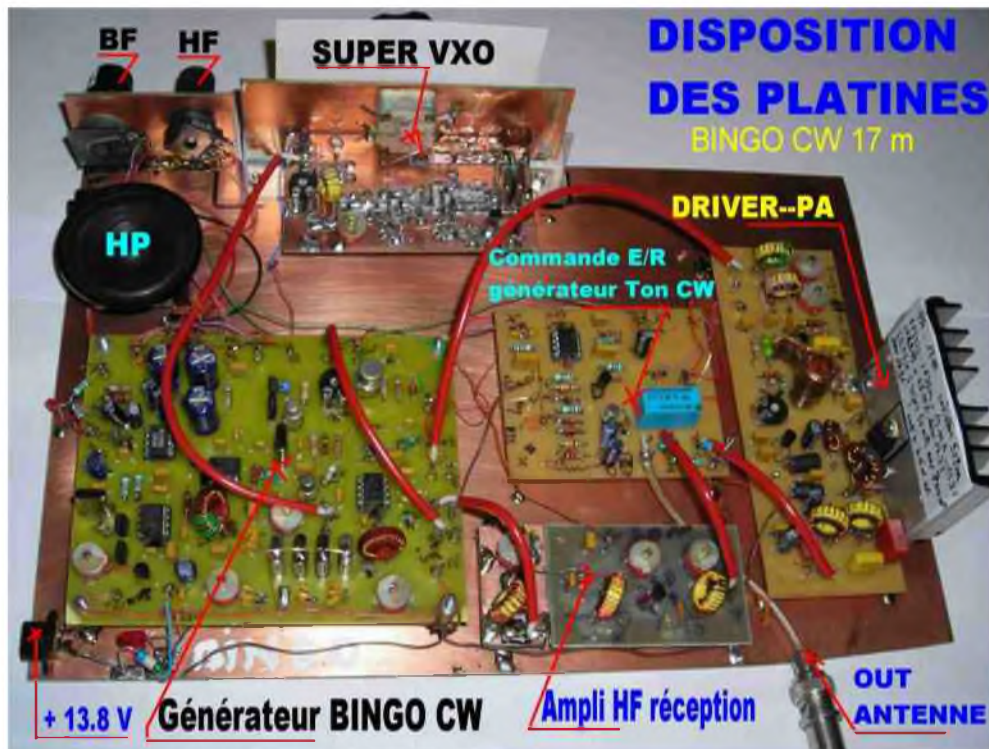 BF HF
SUPER VXO
DISPOSITION
DES PLATINES
BINGO CW 17 m
DRIVER--PA
HP
Commande E/R
générateur Ton CW
+ 13.8 V
Générateur BINGO CW
Ampli HF réception
OUT
ANTENNE
BINGO